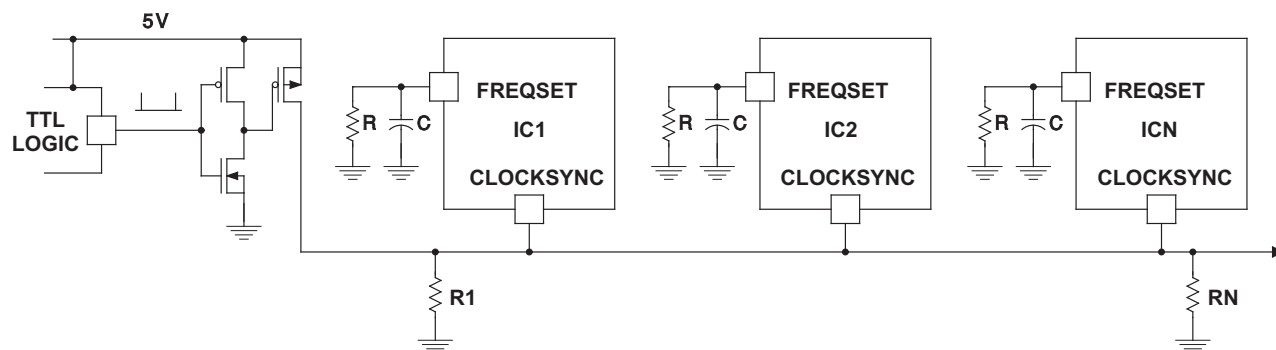 5V
TTL
LOGIC
R
C
FREQSET
IC1
CLOCKSYNC
R
C
FREQSET
IC2
CLOCKSYNC
R
C
FREQSET
ICN
CLOCKSYNC
R1
RN